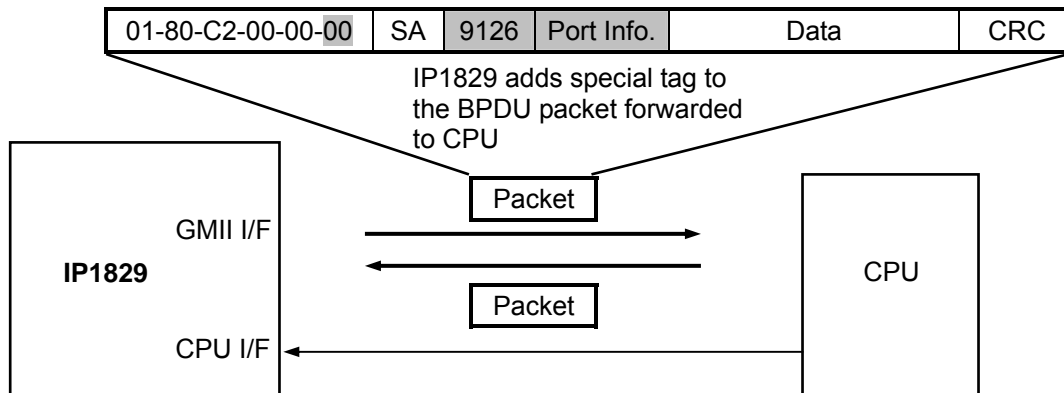 01-80-C2-00-00-00 SA 9126 Port Info. Data CRC
IP1829 adds special tag to
the BPDU packet forwarded
to CPU
Packet
GMII I/F
IP1829
CPU
Packet
CPU I/F